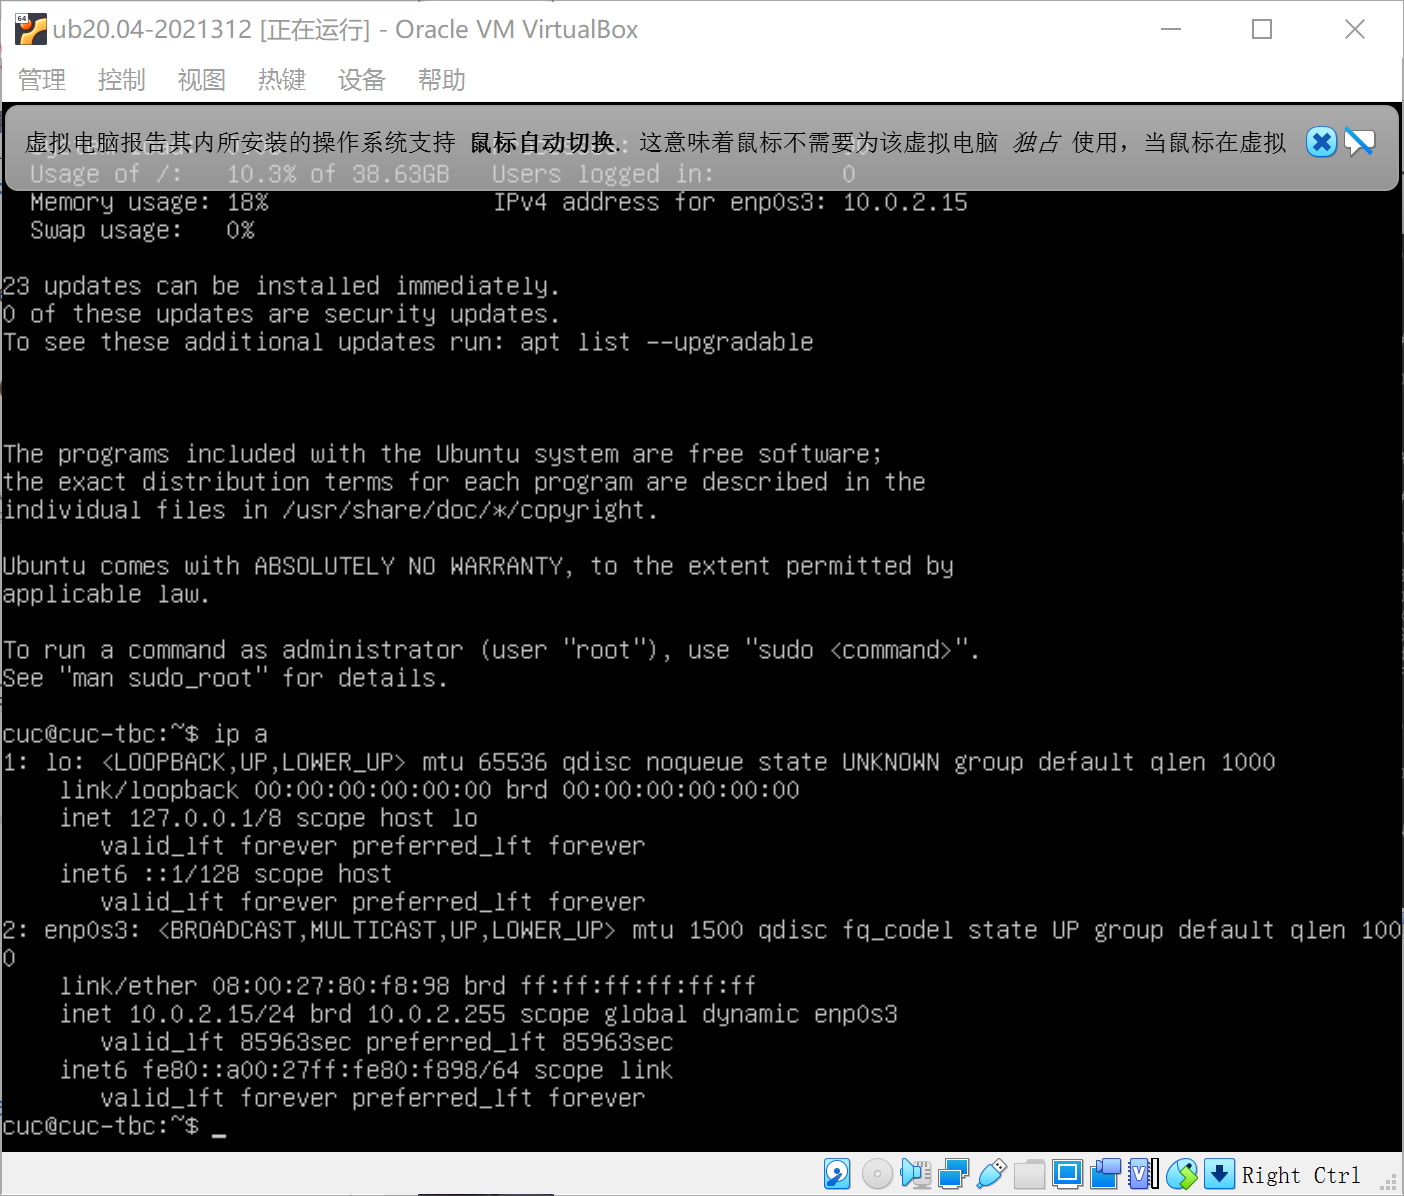 ub20.04-2021312 [正在运行] - Oracle VM VirtualBox
管理 控制 视图 热键 设备 帮助
虚拟电脑报告其内所安装的操作系统支持 鼠标自动切换. 这意味着鼠标不需要为该虚拟电脑 独占 使用，当鼠标在虚拟
Usage of /: 10.3% of 38.63GB Users logged in: 0
Memory usage: 18% IPv4 address for enp0s3: 10.0.2.15
Swap usage: 0%
23 updates can be installed immediately.
0 of these updates are security updates.
To see these additional updates run: apt list --upgradable
The programs included with the Ubuntu system are free software;
the exact distribution terms for each program are described in the
individual files in /usr/share/doc/*/copyright.
Ubuntu comes with ABSOLUTELY NO WARRANTY, to the extent permitted by
applicable law.
To run a command as administrator (user "root"), use "sudo <command>".
See "man sudo_root" for details.
cuc@cuc-tbc:~$ ip a
1: lo: <LOOPBACK,UP,LOWER_UP> mtu 65536 qdisc noqueue state UNKNOWN group default qlen 1000
link/loopback 00:00:00:00:00:00 brd 00:00:00:00:00:00
inet 127.0.0.1/8 scope host lo
valid_lft forever preferred_lft forever
inet6 ::1/128 scope host
valid_lft forever preferred_lft forever
2: enp0s3: <BROADCAST,MULTICAST,UP,LOWER_UP> mtu 1500 qdisc fq_codel state UP group default qlen 100
0
link/ether 08:00:27:80:f8:98 brd ff:ff:ff:ff:ff:ff
inet 10.0.2.15/24 brd 10.0.2.255 scope global dynamic enp0s3
valid_lft 85963sec preferred_lft 85963sec
inet6 fe80::a00:27ff:fe80:f898/64 scope link
valid_lft forever preferred_lft forever
cuc@cuc-tbc:~$ _
Right Ctrl